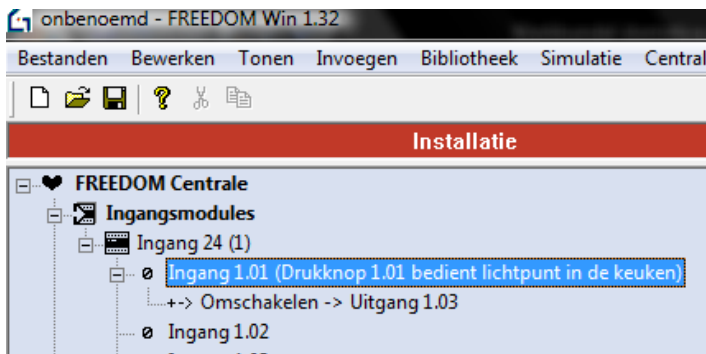 onbenoemd - FREEDOM Win 1.32
Bestanden Bewerken Tonen Invoegen Bibliotheek Simulatie Central
Installatie
FREEDOM Centrale
Ingangsmodules
Ingang 24 (1)
Ingang 1.01 (Drukknop 1.01 bedient lichtpunt in de keuken)
+-> Omschakelen -> Uitgang 1.03
Ingang 1.02